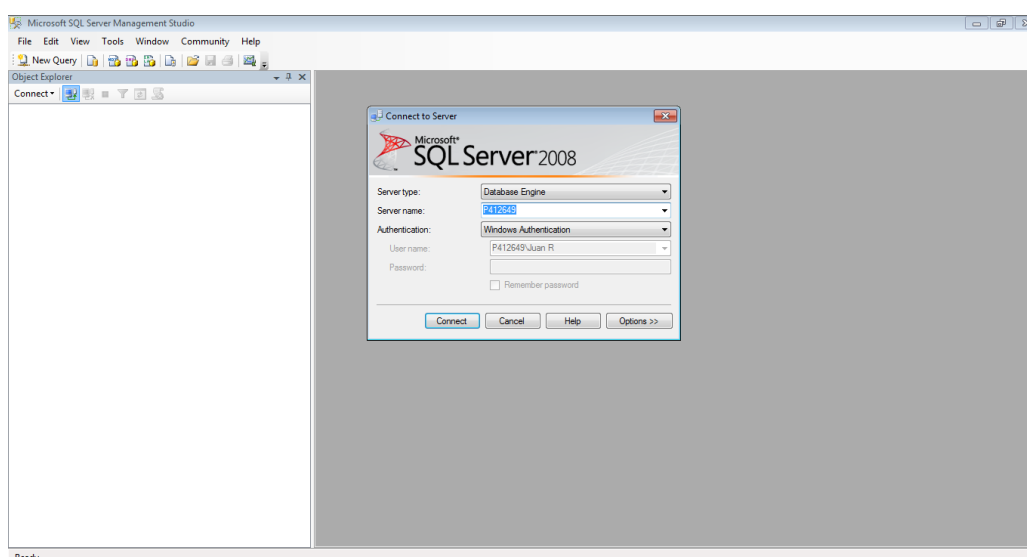 Microsoft SQL Server Management Studio
File Edit View Tools Window Community Help
New Query
Object Explorer
Connect
Connect to Server
Microsoft®
SQL Server® 2008
Server type: Database Engine
Server name: P412649
Authentication: Windows Authentication
User name: P412649\Juan R
Password:
Remember password
Connect Cancel Help Options >>
Ready